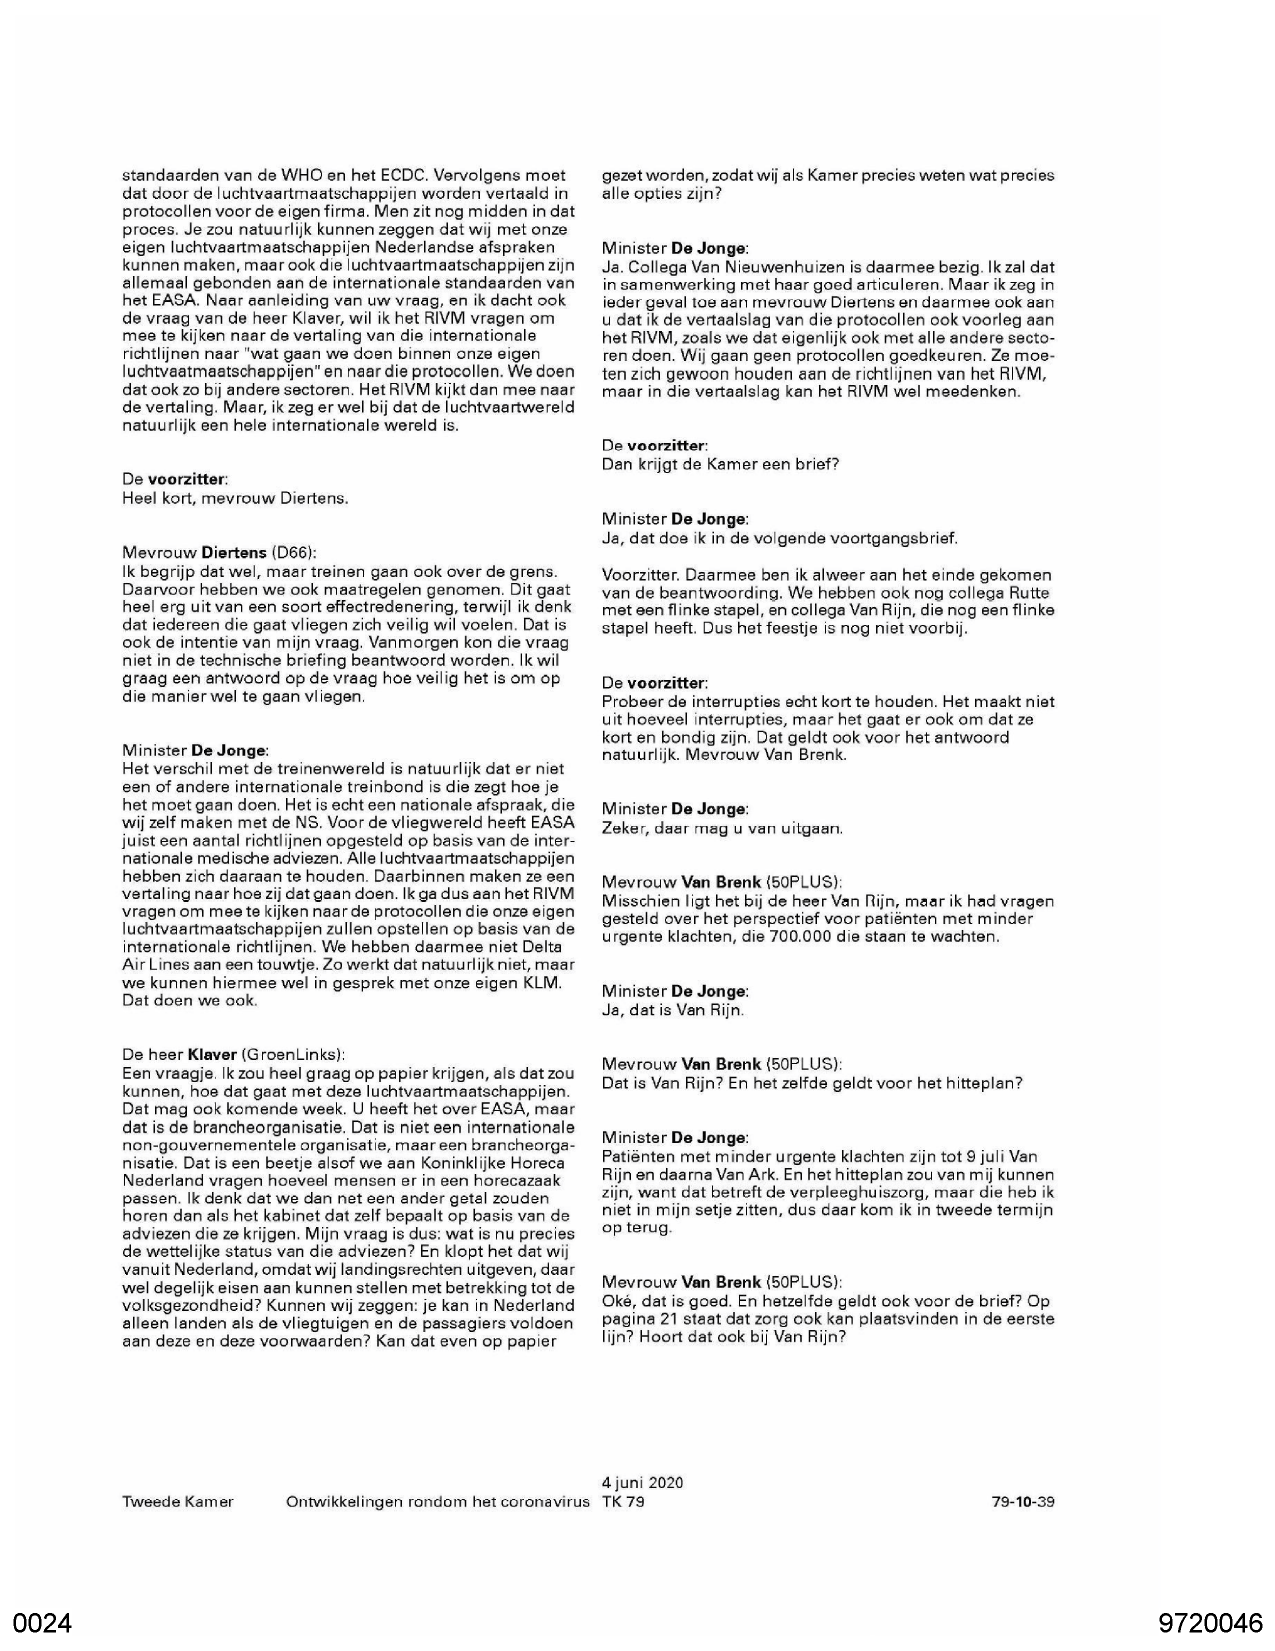 standaarden van de WHO en het ECDC. Vervolgens moet
dat door de luchtvaartmaatschappijen worden vertaald in
protocollen voor de eigen firma. Men zit nog midden in dat
proces. Je zou natuurlijk kunnen zeggen dat wij met onze
eigen luchtvaartmaatschappijen Nederlandse afspraken
kunnen maken, maar ook die luchtvaartmaatschappijen zijn
allemaal gebonden aan de internationale standaarden van
het EASA. Naar aanleiding van uw vraag, en ik dacht ook
de vraag van de heer Klaver, wil ik het RIVM vragen om
mee te kijken naar de vertaling van die internationale
richtlijnen naar "wat gaan we doen binnen onze eigen
luchtvaatmaatschappijen" en naar die protocollen. We doen
dat ook zo bij andere sectoren. Het RIVM kijkt dan mee naar
de vertaling. Maar, ik zeg er wel bij dat de luchtvaartwereld
natuurlijk een hele internationale wereld is.
De voorzitter:
Heel kort, mevrouw Diertens.
Mevrouw Diertens (D66):
Ik begrijp dat wel, maar treinen gaan ook over de grens.
Daarvoor hebben we ook maatregelen genomen. Dit gaat
heel erg uit van een soort effectredenering, terwijl ik denk
dat iedereen die gaat vliegen zich veilig wil voelen. Dat is
ook de intentie van mijn vraag. Vanmorgen kon die vraag
niet in de technische briefing beantwoord worden. Ik wil
graag een antwoord op de vraag hoe veilig het is om op
die manier wel te gaan vliegen.
Minister De Jonge:
Het verschil met de treinenwereld is natuurlijk dat er niet
een of andere internationale treinbond is die zegt hoe je
het moet gaan doen. Het is echt een nationale afspraak, die
wij zelf maken met de NS. Voor de vliegwereld heeft EASA
juist een aantal richtlijnen opgesteld op basis van de inter-
nationale medische adviezen. Alle luchtvaartmaatschappijen
hebben zich daaraan te houden. Daarbinnen maken ze een
vertaling naar hoe zij dat gaan doen. Ik ga dus aan het RIVM
vragen om mee te kijken naar de protocollen die onze eigen
luchtvaartmaatschappijen zullen opstellen op basis van de
internationale richtlijnen. We hebben daarmee niet Delta
Air Lines aan een touwtje. Zo werkt dat natuurlijk niet, maar
we kunnen hiermee wel in gesprek met onze eigen KLM.
Dat doen we ook.
De heer Klaver (GroenLinks):
Een vraagje. Ik zou heel graag op papier krijgen, als dat zou
kunnen, hoe dat gaat met deze luchtvaartmaatschappijen.
Dat mag ook komende week. U heeft het over EASA, maar
dat is de brancheorganisatie. Dat is niet een internationale
non-gouvernementele organisatie, maar een brancheorga-
nisatie. Dat is een beetje alsof we aan Koninklijke Horeca
Nederland vragen hoeveel mensen er in een horecazaak
passen. Ik denk dat we dan net een ander getal zouden
horen dan als het kabinet dat zelf bepaalt op basis van de
adviezen die ze krijgen. Mijn vraag is dus: wat is nu precies
de wettelijke status van die adviezen? En klopt het dat wij
vanuit Nederland, omdat wij landingsrechten uitgeven, daar
wel degelijk eisen aan kunnen stellen met betrekking tot de
volksgezondheid? Kunnen wij zeggen: je kan in Nederland
alleen landen als de vliegtuigen en de passagiers voldoen
aan deze en deze voorwaarden? Kan dat even op papier
gezet worden, zodat wij als Kamer precies weten wat precies
alle opties zijn?
Minister De Jonge:
Ja. Collega Van Nieuwenhuizen is daarmee bezig. Ik zal dat
in samenwerking met haar goed articuleren. Maar ik zeg in
ieder geval toe aan mevrouw Diertens en daarmee ook aan
u dat ik de vertaalslag van die protocollen ook voorleg aan
het RIVM, zoals we dat eigenlijk ook met alle andere secto-
ren doen. Wij gaan geen protocollen goedkeuren. Ze moe-
ten zich gewoon houden aan de richtlijnen van het RIVM,
maar in die vertaalslag kan het RIVM wel meedenken.
De voorzitter:
Dan krijgt de Kamer een brief?
Minister De Jonge:
Ja, dat doe ik in de volgende voortgangsbrief.
Voorzitter. Daarmee ben ik alweer aan het einde gekomen
van de beantwoording. We hebben ook nog collega Rutte
met een flinke stapel, en collega Van Rijn, die nog een flinke
stapel heeft. Dus het feestje is nog niet voorbij.
De voorzitter:
Probeer de interrupties echt kort te houden. Het maakt niet
uit hoeveel interrupties, maar het gaat er ook om dat ze
kort en bondig zijn. Dat geldt ook voor het antwoord
natuurlijk. Mevrouw Van Brenk.
Minister De Jonge:
Zeker, daar mag u van uitgaan.
Mevrouw Van Brenk (50PLUS):
Misschien ligt het bij de heer Van Rijn, maar ik had vragen
gesteld over het perspectief voor patiënten met minder
urgente klachten, die 700.000 die staan te wachten.
Minister De Jonge:
Ja, dat is Van Rijn.
Mevrouw Van Brenk (50PLUS):
Dat is Van Rijn? En het zelfde geldt voor het hitteplan?
Minister De Jonge:
Patiënten met minder urgente klachten zijn tot 9 juli Van
Rijn en daarna Van Ark. En het hitteplan zou van mij kunnen
zijn, want dat betreft de verpleeghuiszorg, maar die heb ik
niet in mijn setje zitten, dus daar kom ik in tweede termijn
op terug.
Mevrouw Van Brenk (50PLUS):
Oké, dat is goed. En hetzelfde geldt ook voor de brief? Op
pagina 21 staat dat zorg ook kan plaatsvinden in de eerste
lijn? Hoort dat ook bij Van Rijn?
4 juni 2020
Tweede Kamer Ontwikkelingen rondom het coronavirus TK 79 79-10-39
0024 9720046